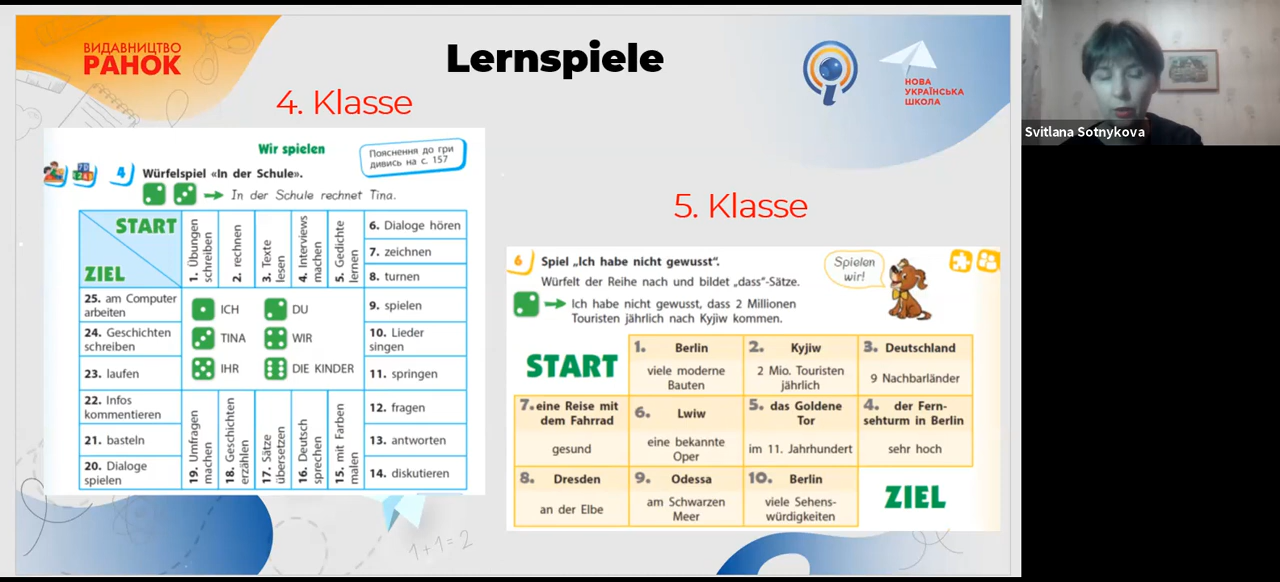 ВИДАВНИЦТВО
РАНОК
Lernspiele
НОВА
УКРАЇНСЬКА
ШКОЛА
Svitlana Sotnykova
4. Klasse
Wir spielen
Пояснення до гри
дивись на с. 157
4
Würfelspiel «In der Schule».
In der Schule rechnet Tina.
START
ZIEL
1. Übungen
schreiben
2. rechnen
3. Texte
lesen
4. Interviews
machen
5. Gedichte
lernen
6. Dialoge hören
7. zeichnen
8. turnen
9. spielen
10. Lieder
singen
11. springen
12. fragen
13. antworten
14. diskutieren
15. mit Farben
malen
16. Deutsch
sprechen
17. Sätze
übersetzen
18. Geschichten
erzählen
19. Umfragen
machen
20. Dialoge
spielen
21. basteln
22. Infos
kommentieren
23. laufen
24. Geschichten
schreiben
25. am Computer
arbeiten
ICH
DU
TINA
WIR
IHR
DIE KINDER
1+1=2
5. Klasse
6
Spiel „Ich habe nicht gewusst“.
Würfelt der Reihe nach und bildet „dass“-Sätze.
Spielen
wir!
Ich habe nicht gewusst, dass 2 Millionen
Touristen jährlich nach Kyjiw kommen.
START
1. Berlin
viele moderne
Bauten
2. Kyjiw
2 Mio. Touristen
jährlich
3. Deutschland
9 Nachbarländer
4. der Fern-
sehturm in Berlin
sehr hoch
5. das Goldene
Tor
im 11. Jahrhundert
6. Lwiw
eine bekannte
Oper
7. eine Reise mit
dem Fahrrad
gesund
8. Dresden
an der Elbe
9. Odessa
am Schwarzen
Meer
10. Berlin
viele Sehens-
würdigkeiten
ZIEL